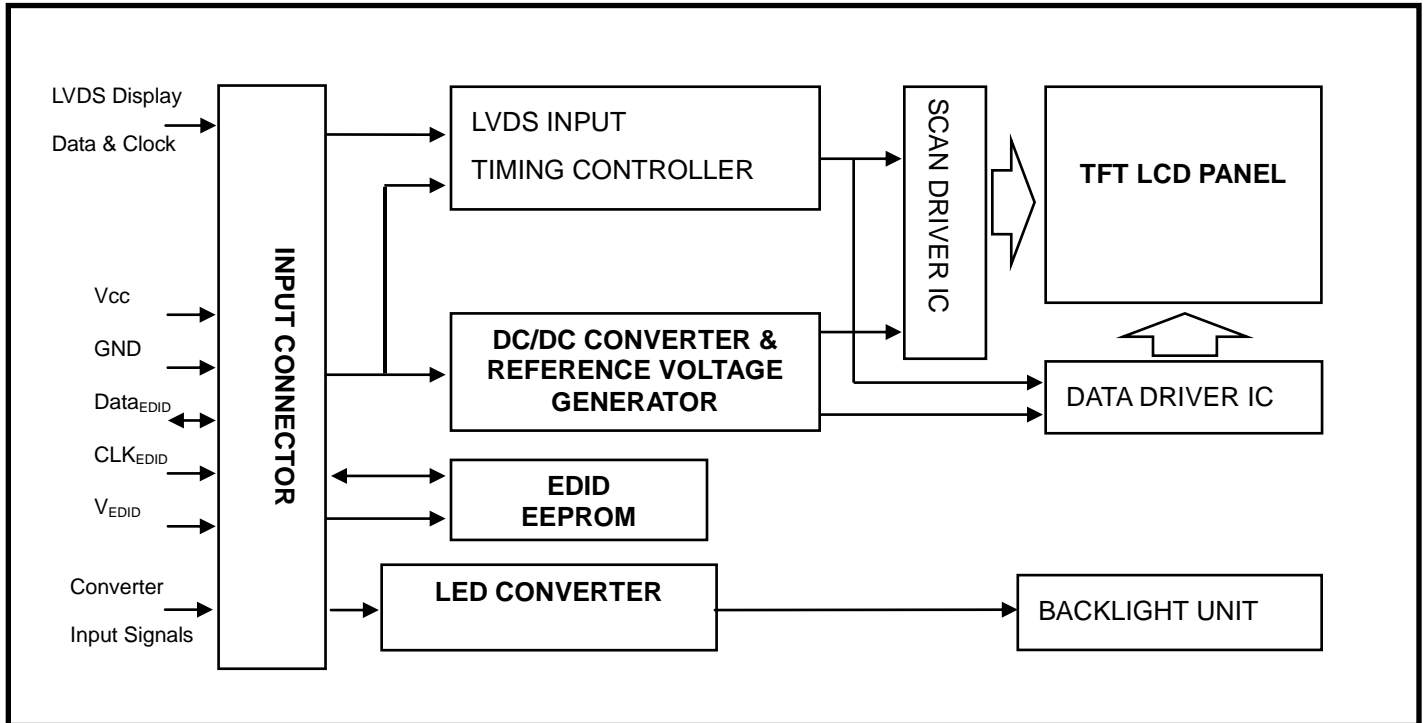 LVDS Display
Data & Clock
Vcc
GND
DataEDID
CLKEDID
VEDID
Converter
Input Signals
INPUT CONNECTOR
LVDS INPUT
TIMING CONTROLLER
DC/DC CONVERTER &
REFERENCE VOLTAGE
GENERATOR
EDID
EEPROM
LED CONVERTER
SCAN DRIVER IC
TFT LCD PANEL
DATA DRIVER IC
BACKLIGHT UNIT